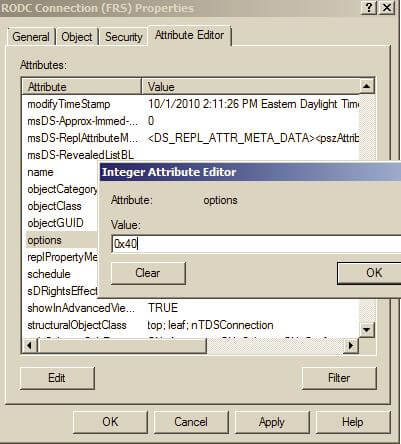 RODC Connection (FRS) Properties
General Object Security Attribute Editor
Attributes:
Attribute Value
modifyTimeStamp 10/1/2010 2:11:26 PM Eastern Daylight Time
msDS-Approx-Immed-... 0
msDS-ReplAttributeM... <DS_REPL_ATTR_META_DATA><pszAttrib
msDS-RevealedListBL
name
objectCategory
objectClass
objectGUID
options
replPropertyMe
schedule
sDRightsEffect
showInAdvancedVie... TRUE
structuralObjectClass top; leaf; nTDSConnection
Integer Attribute Editor
Attribute: options
Value:
0x40
Clear OK
Edit Filter
OK Cancel Apply Help